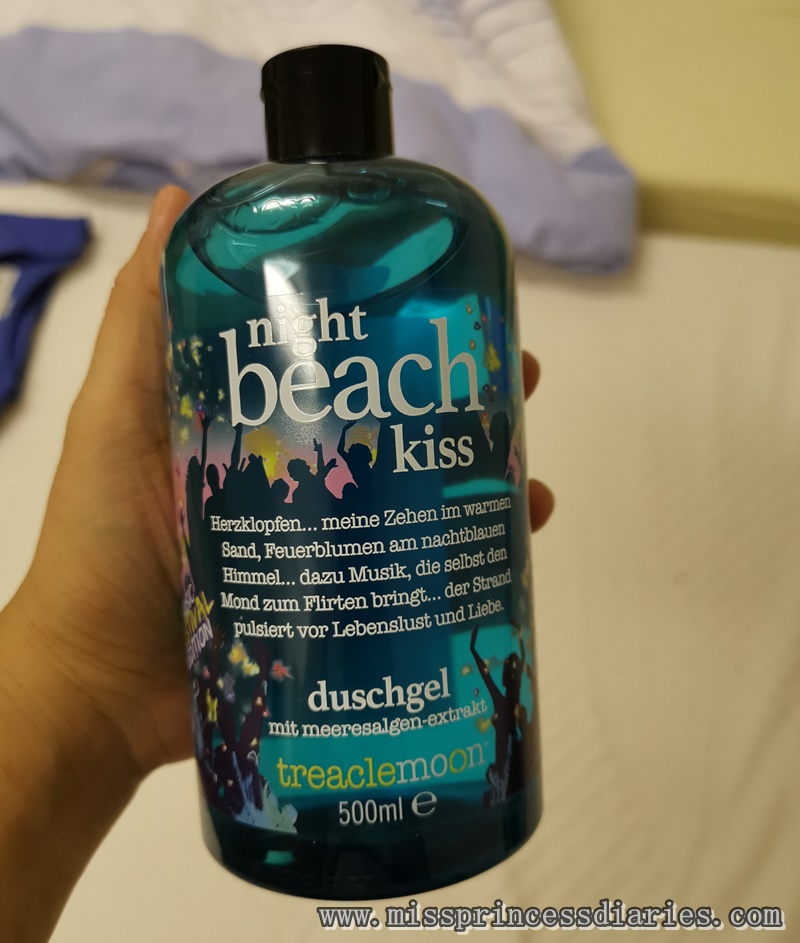 night
beach
kiss
Herzklopfen... meine Zehen im warmen
Sand, Feuerblumen am nachtblauen
Himmel... dazu Musik, die selbst den
Mond zum Flirten bringt... der Strand
pulsiert vor Lebenslust und Liebe.
duschgel
mit meeresalgen-extrakt
treaclemoon™
500ml ℮
www.missprincessdiaries.com